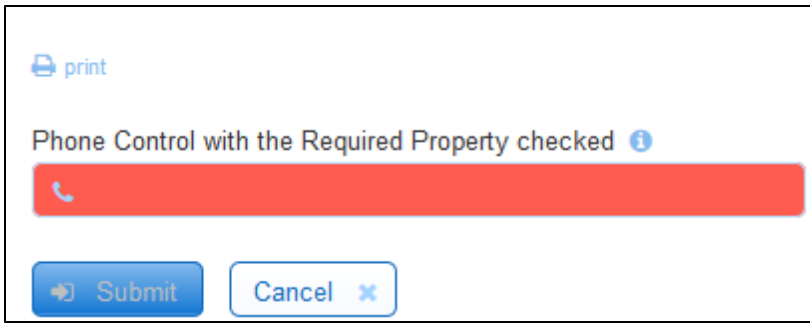 print
Phone Control with the Required Property checked
Submit
Cancel